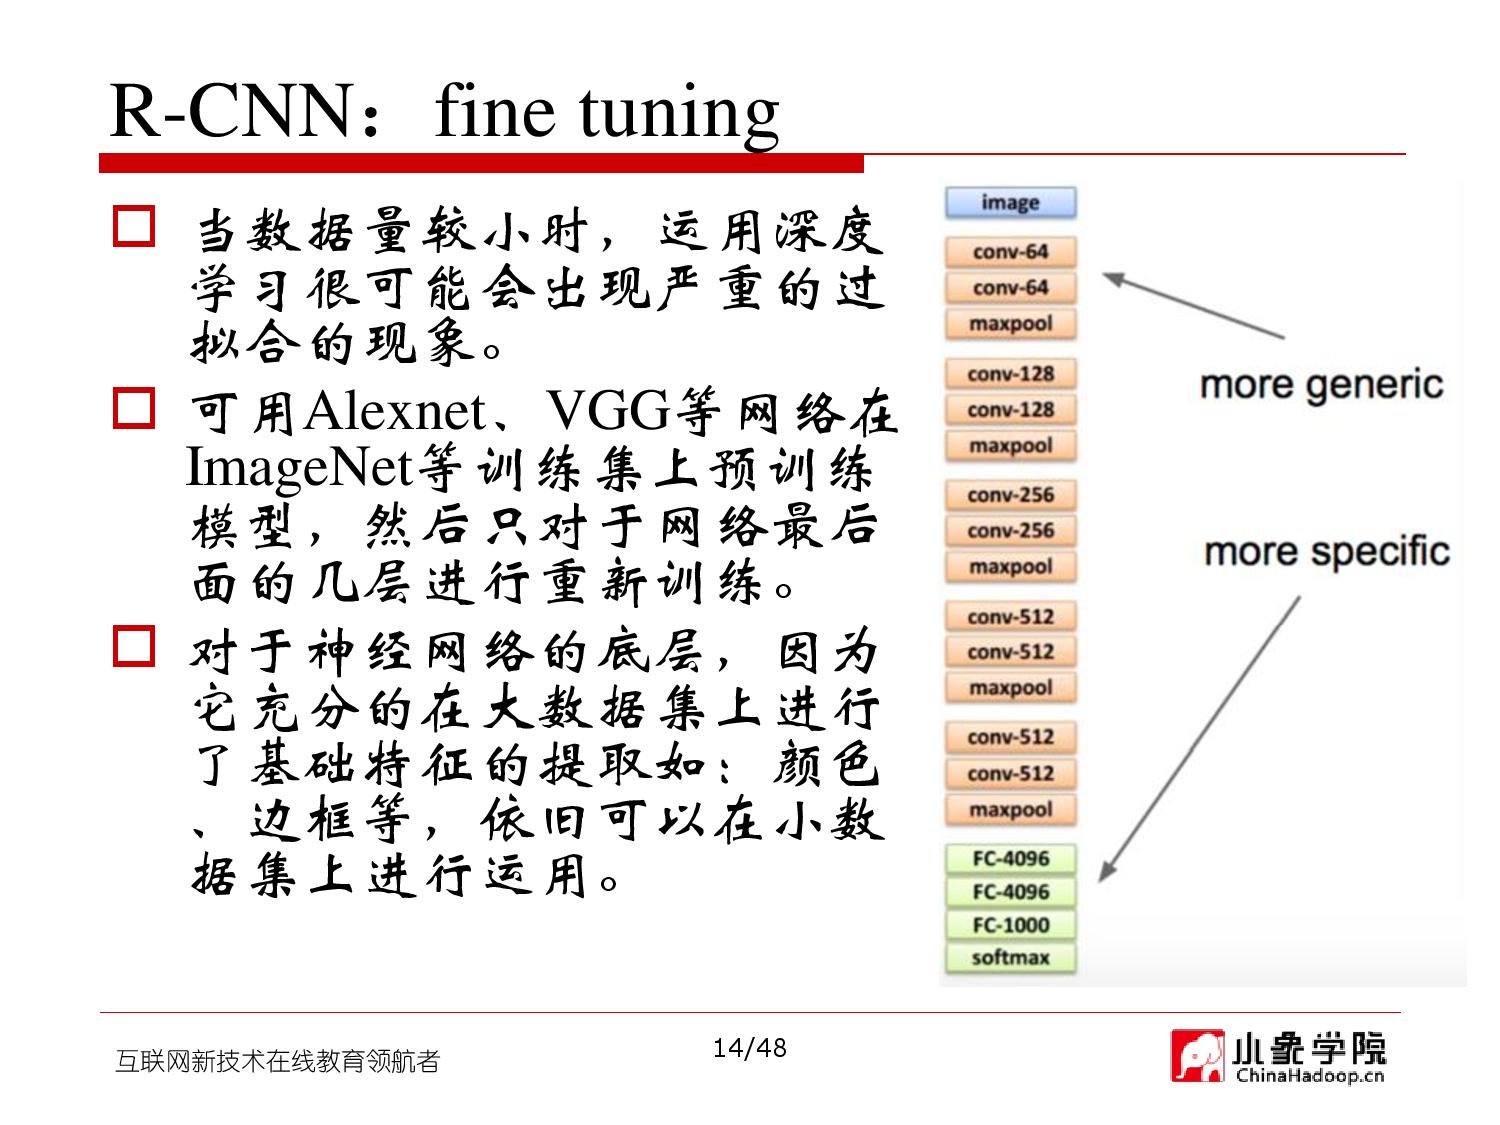 R-CNN：fine tuning
当数据量较小时，运用深度
学习很可能会出现严重的过
拟合的现象。
可用Alexnet、VGG等网络在
ImageNet等训练集上预训练
模型，然后只对于网络最后
面的几层进行重新训练。
对于神经网络的底层，因为
它充分的在大数据集上进行
了基础特征的提取如：颜色
、边框等，依旧可以在小数
据集上进行运用。
image
conv-64
conv-64
maxpool
conv-128
conv-128
maxpool
conv-256
conv-256
maxpool
conv-512
conv-512
maxpool
conv-512
conv-512
maxpool
FC-4096
FC-4096
FC-1000
softmax
more generic
more specific
互联网新技术在线教育领航者
14/48
小象学院
ChinaHadoop.cn